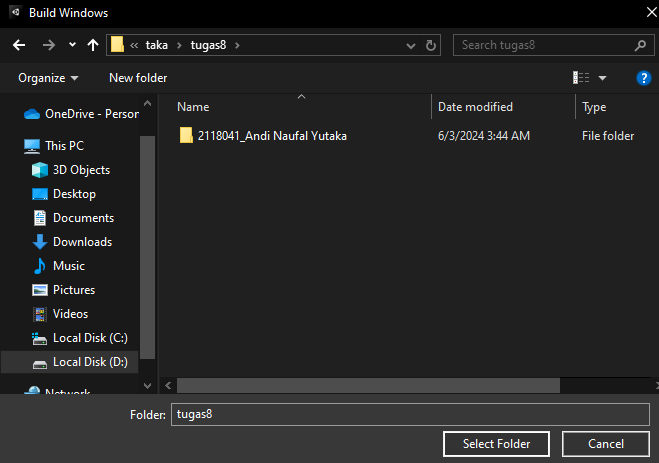 Build Windows
« taka › tugas8 ›
Search tugas8
Organize
New folder
OneDrive - Person
This PC
3D Objects
Desktop
Documents
Downloads
Music
Pictures
Videos
Local Disk (C:)
Local Disk (D:)
Network
Name Date modified Type
2118041_Andi Naufal Yutaka 6/3/2024 3:44 AM File folder
Folder: tugas8
Select Folder Cancel